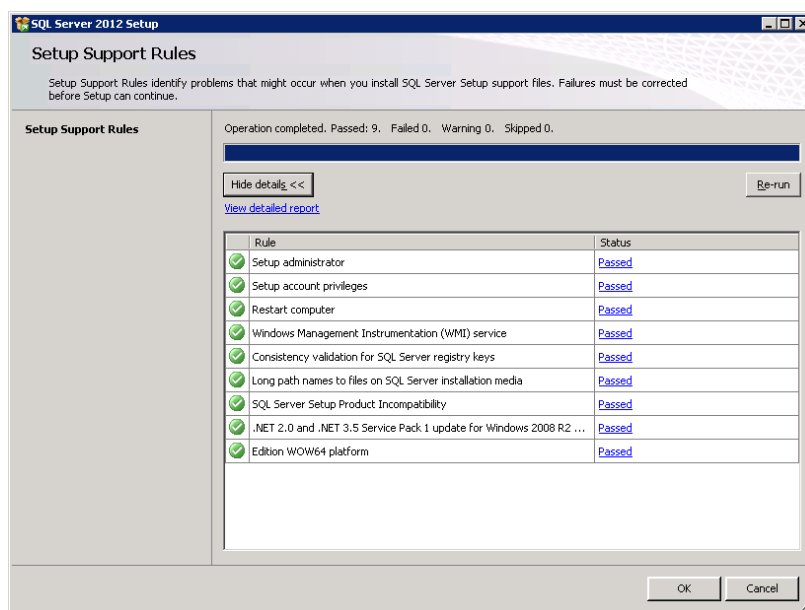 SQL Server 2012 Setup
Setup Support Rules
Setup Support Rules identify problems that might occur when you install SQL Server Setup support files. Failures must be corrected
before Setup can continue.
Setup Support Rules
Operation completed. Passed: 9. Failed 0. Warning 0. Skipped 0.
Hide details <<
Re-run
View detailed report
Rule Status
Setup administrator Passed
Setup account privileges Passed
Restart computer Passed
Windows Management Instrumentation (WMI) service Passed
Consistency validation for SQL Server registry keys Passed
Long path names to files on SQL Server installation media Passed
SQL Server Setup Product Incompatibility Passed
.NET 2.0 and .NET 3.5 Service Pack 1 update for Windows 2008 R2 ... Passed
Edition WOW64 platform Passed
OK Cancel